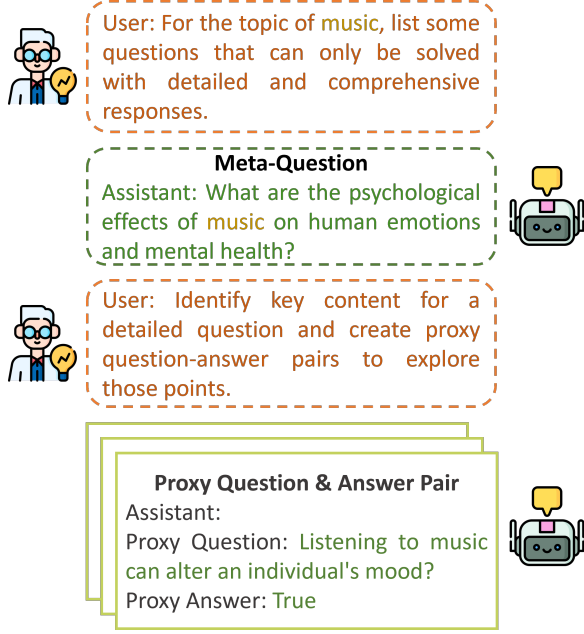 User: For the topic of music, list some
questions that can only be solved
with detailed and comprehensive
responses.
Meta-Question
Assistant: What are the psychological
effects of music on human emotions
and mental health?
User: Identify key content for a
detailed question and create proxy
question-answer pairs to explore
those points.
Proxy Question & Answer Pair
Assistant:
Proxy Question: Listening to music
can alter an individual's mood?
Proxy Answer: True